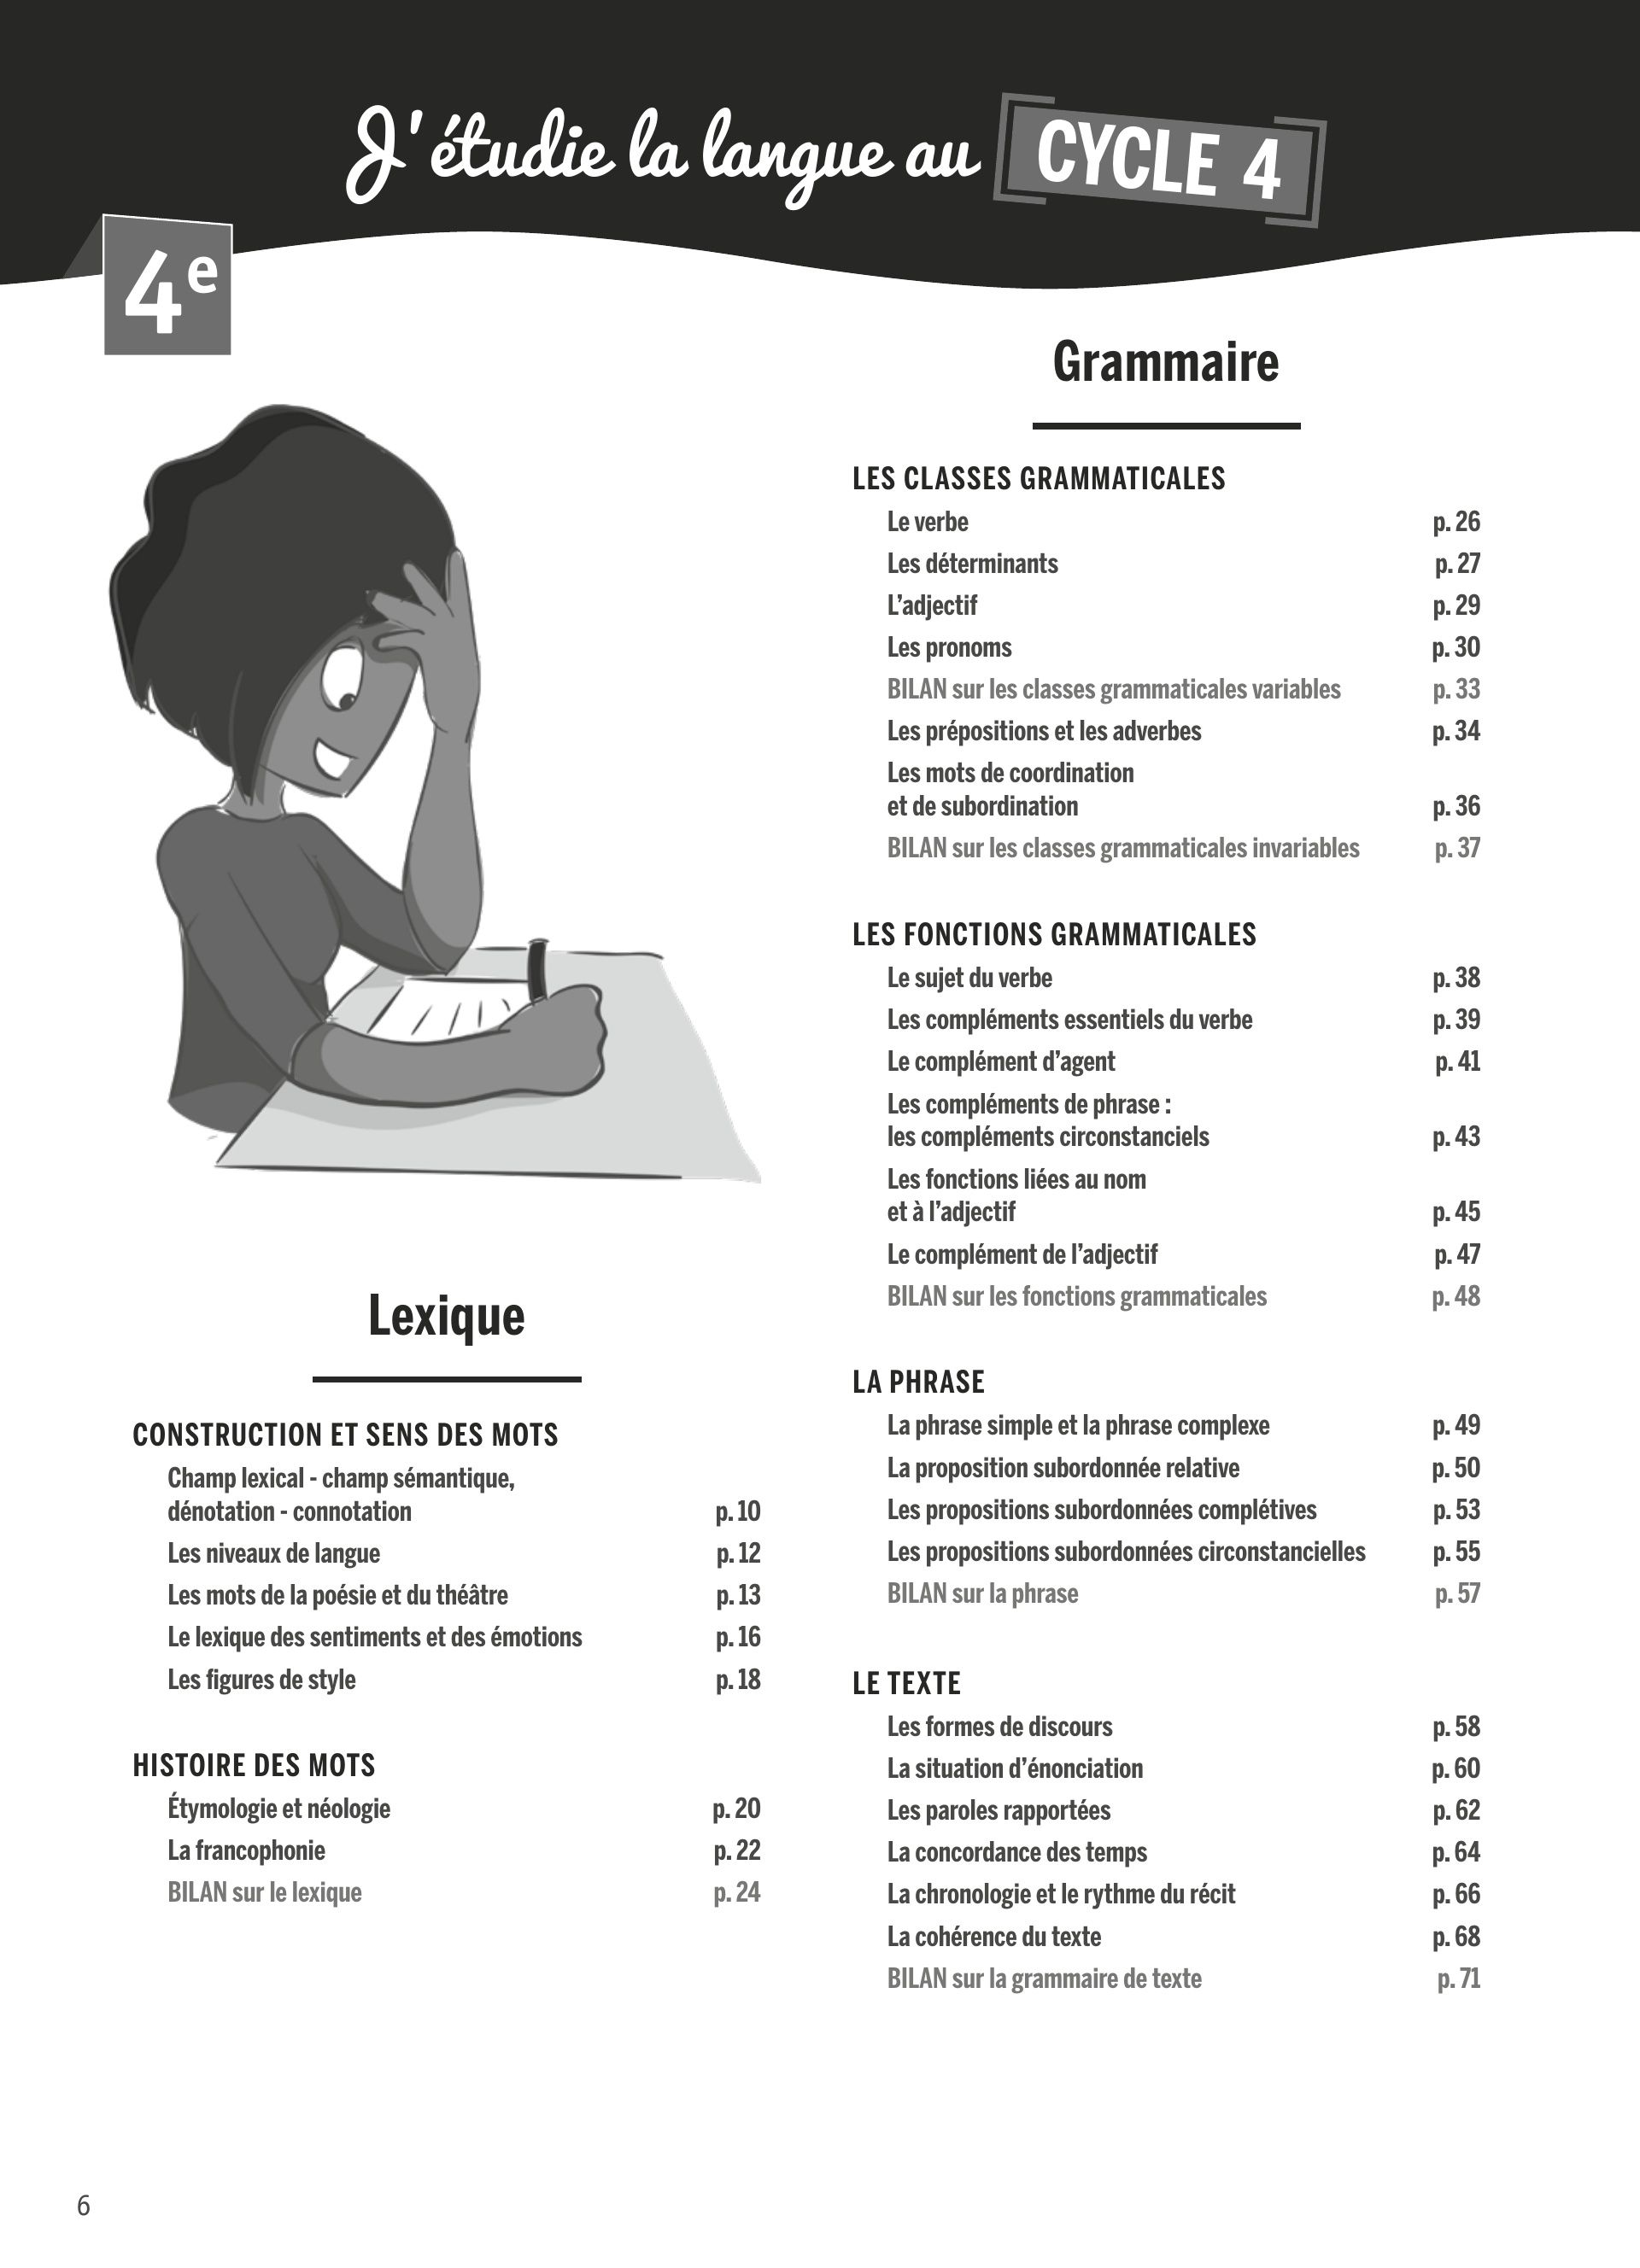 J'étudie la langue au CYCLE 4
4e
Lexique
CONSTRUCTION ET SENS DES MOTS
Champ lexical - champ sémantique,
dénotation - connotation p. 10
Les niveaux de langue p. 12
Les mots de la poésie et du théâtre p. 13
Le lexique des sentiments et des émotions p. 16
Les figures de style p. 18
HISTOIRE DES MOTS
Étymologie et néologie p. 20
La francophonie p. 22
BILAN sur le lexique p. 24
Grammaire
LES CLASSES GRAMMATICALES
Le verbe p. 26
Les déterminants p. 27
L'adjectif p. 29
Les pronoms p. 30
BILAN sur les classes grammaticales variables p. 33
Les prépositions et les adverbes p. 34
Les mots de coordination
et de subordination p. 36
BILAN sur les classes grammaticales invariables p. 37
LES FONCTIONS GRAMMATICALES
Le sujet du verbe p. 38
Les compléments essentiels du verbe p. 39
Le complément d'agent p. 41
Les compléments de phrase :
les compléments circonstanciels p. 43
Les fonctions liées au nom
et à l'adjectif p. 45
Le complément de l'adjectif p. 47
BILAN sur les fonctions grammaticales p. 48
LA PHRASE
La phrase simple et la phrase complexe p. 49
La proposition subordonnée relative p. 50
Les propositions subordonnées complétives p. 53
Les propositions subordonnées circonstancielles p. 55
BILAN sur la phrase p. 57
LE TEXTE
Les formes de discours p. 58
La situation d'énonciation p. 60
Les paroles rapportées p. 62
La concordance des temps p. 64
La chronologie et le rythme du récit p. 66
La cohérence du texte p. 68
BILAN sur la grammaire de texte p. 71
6